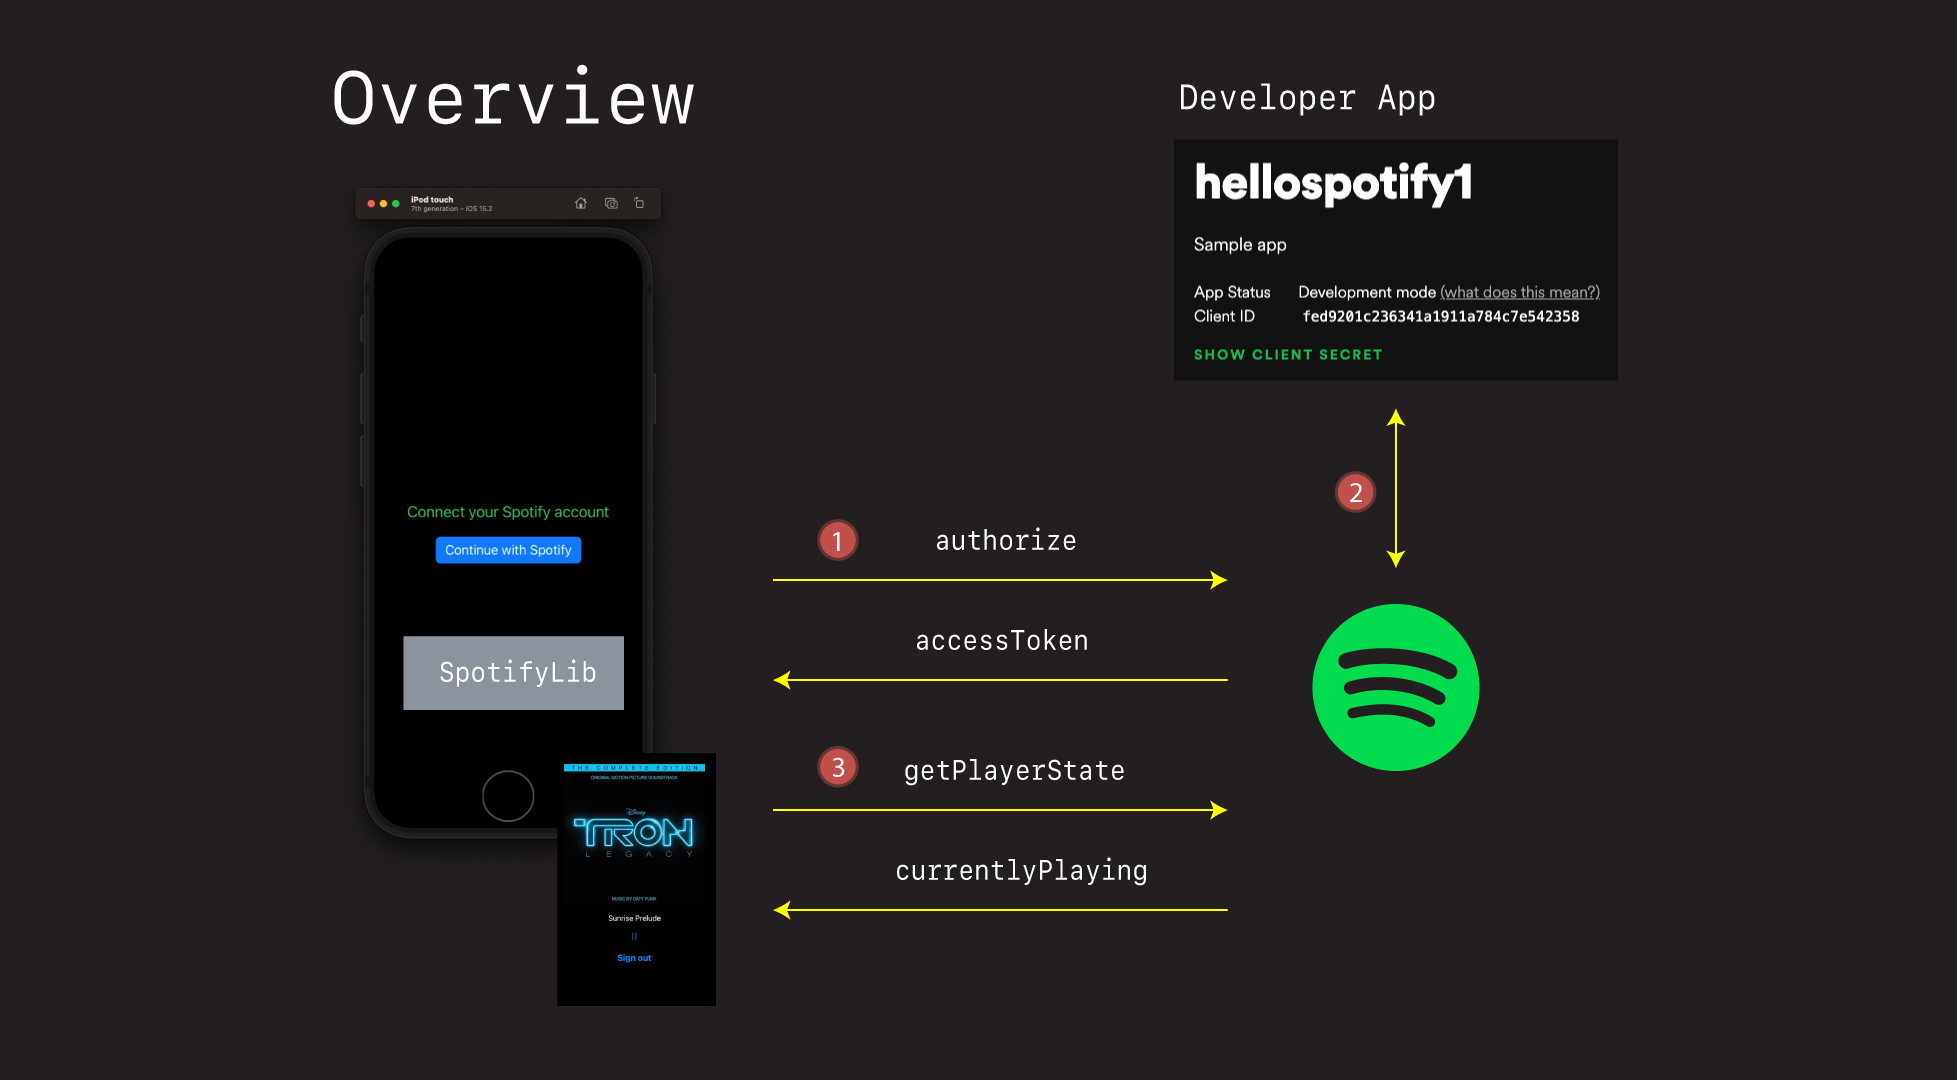 Overview
Developer App
hellospotify1
Sample app
App Status Development mode (what does this mean?)
Client ID fed9201c236341a1911a784c7e542358
SHOW CLIENT SECRET
iPod touch
7th generation – iOS 15.2
Connect your Spotify account
Continue with Spotify
SpotifyLib
1
authorize
2
accessToken
3
getPlayerState
currentlyPlaying
THE COMPLETE EDITION
ORIGINAL MOTION PICTURE SOUNDTRACK
Disney
TRON
LEGACY
MUSIC BY DAFT PUNK
Sunrise Prelude
Sign out